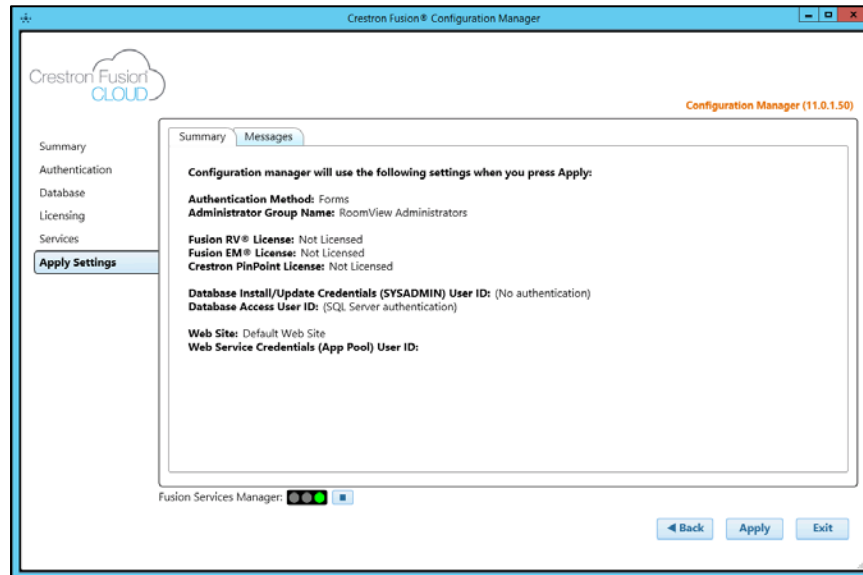 Crestron Fusion® Configuration Manager
Crestron Fusion®
CLOUD
Configuration Manager (11.0.1.50)
Summary
Authentication
Database
Licensing
Services
Apply Settings
Summary
Messages
Configuration manager will use the following settings when you press Apply:
Authentication Method: Forms
Administrator Group Name: RoomView Administrators
Fusion RV® License: Not Licensed
Fusion EM® License: Not Licensed
Crestron PinPoint License: Not Licensed
Database Install/Update Credentials (SYSADMIN) User ID: (No authentication)
Database Access User ID: (SQL Server authentication)
Web Site: Default Web Site
Web Service Credentials (App Pool) User ID:
Fusion Services Manager:
Back
Apply
Exit